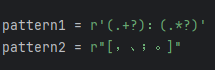 pattern1 = r'(.+?): (.*?)'
pattern2 = r"[，、；。]"